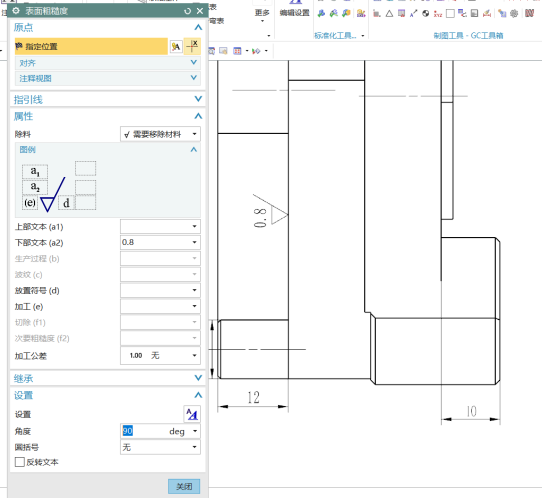 表面粗糙度
原点
指定位置
对齐
注释视图
指引线
属性
除料
需要移除材料
图例
a1
a2
(e)
d
上部文本 (a1)
下部文本 (a2)
0.8
生产过程 (b)
波纹 (c)
放置符号 (d)
加工 (e)
切除 (f1)
次要粗糙度 (f2)
加工公差
1.00 无
继承
设置
设置
角度
90
deg
圆括号
无
反转文本
关闭
表
弯表
更多
编辑设置
标准化工具...
制图工具 - GC工具箱
0.8
12
10